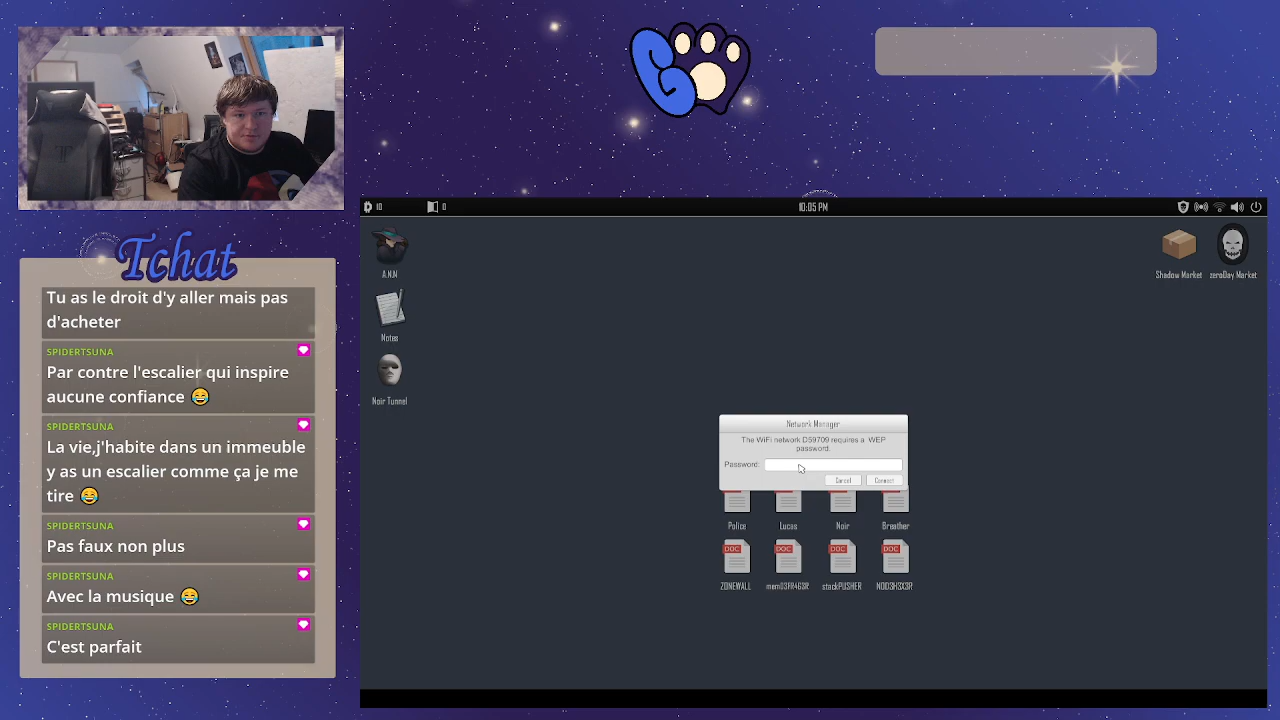 Tchat
Tu as le droit d'y aller mais pas
d'acheter
SPIDERTSUNA
Par contre l'escalier qui inspire
aucune confiance 😂
SPIDERTSUNA
La vie,j'habite dans un immeuble
y as un escalier comme ça je me
tire 😂
SPIDERTSUNA
Pas faux non plus
SPIDERTSUNA
Avec la musique 😂
SPIDERTSUNA
C'est parfait
10
0
10:05 PM
A.N.N
Notes
Noir Tunnel
Shadow Market
zeroDay Market
Network Manager
The WiFi network D59709 requires a WEP
password.
Password:
Cancel
Connect
Police
Lucas
Noir
Breather
DOC
DOC
DOC
DOC
ZONEWALL
stackPUSHER